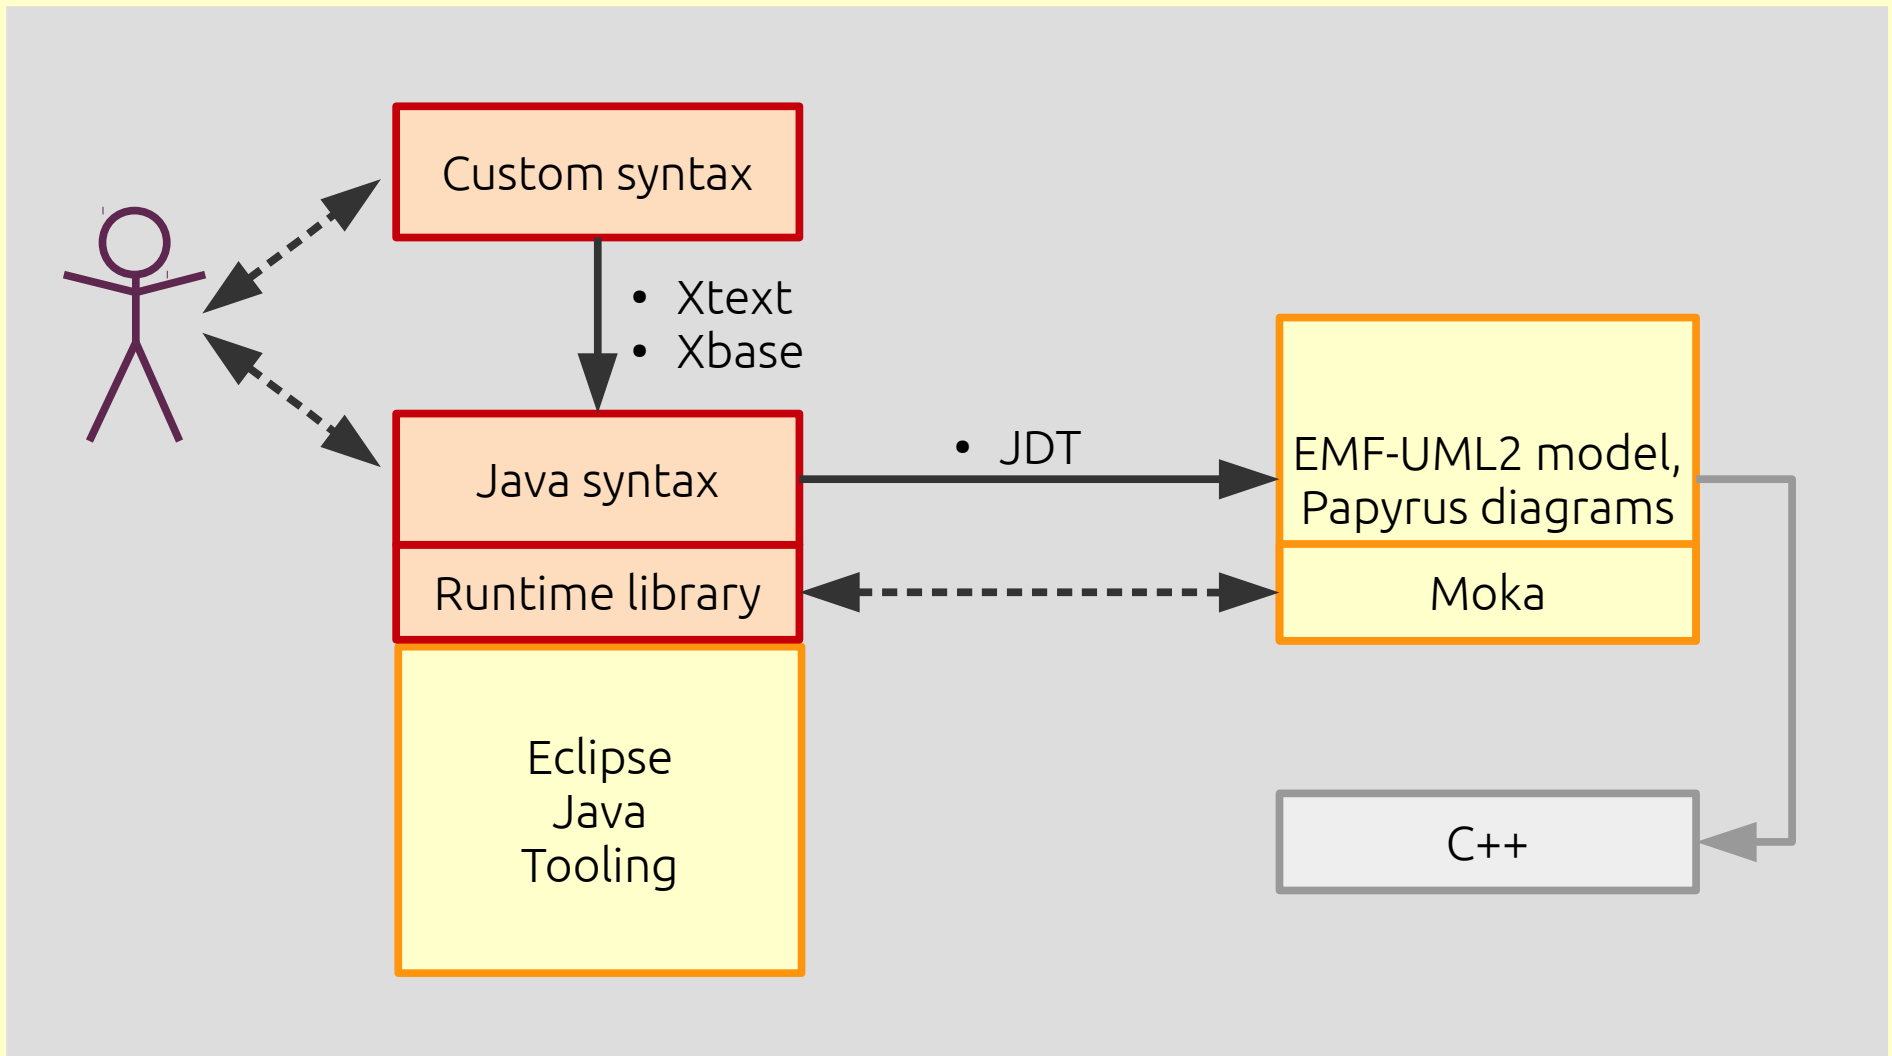 Custom syntax
• Xtext
• Xbase
Java syntax
• JDT
EMF-UML2 model,
Papyrus diagrams
Runtime library
Moka
Eclipse
Java
Tooling
C++